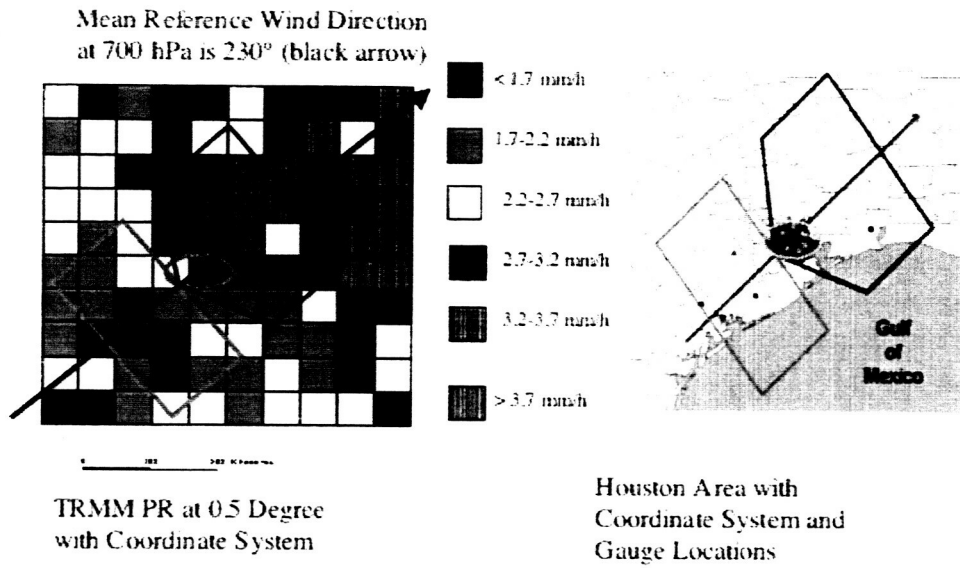 Mean Reference Wind Direction
at 700 hPa is 230° (black arrow)
< 1.7 mm/h
1.7-2.2 mm/h
2.2-2.7 mm/h
2.7-3.2 mm/h
3.2-3.7 mm/h
> 3.7 mm/h
Gulf
of
Mexico
TRMM PR at 0.5 Degree
with Coordinate System
Houston Area with
Coordinate System and
Gauge Locations